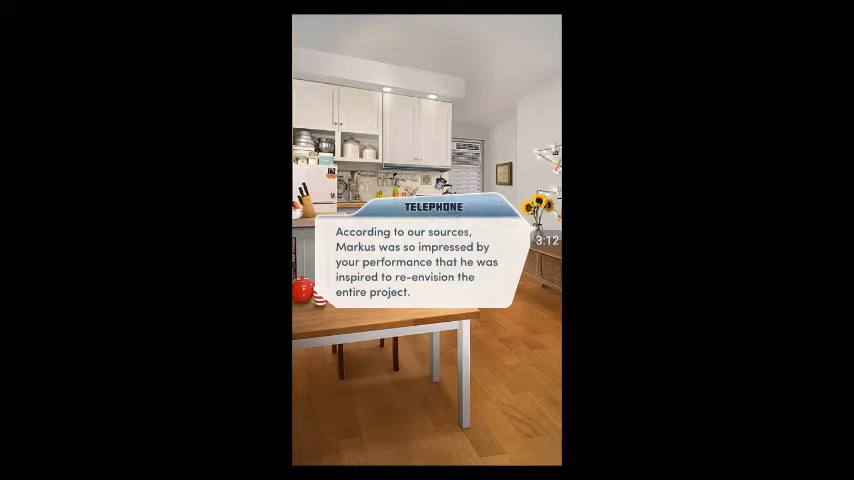 TELEPHONE
According to our sources,
Markus was so impressed by
your performance that he was
inspired to re-envision the
entire project.
3:12